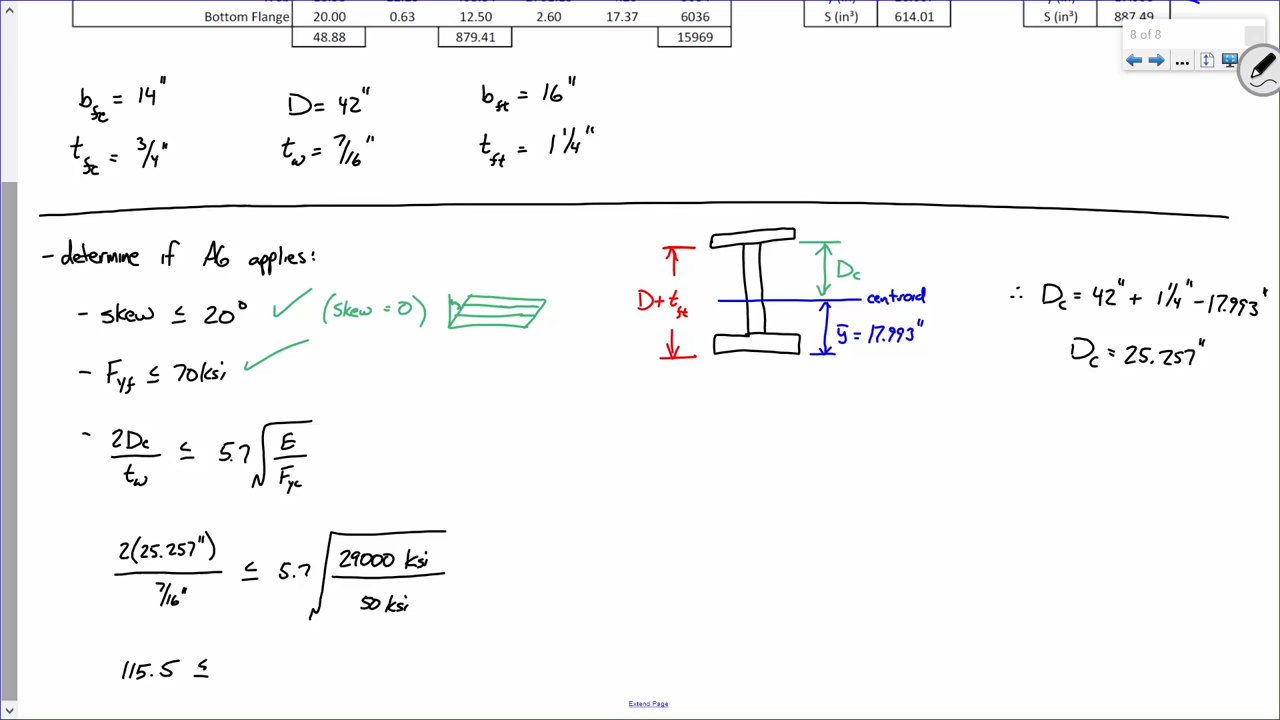 Bottom Flange 20.00 0.63 12.50 2.60 17.37 6036
48.88 879.41 15969
S (in³) 614.01
S (in³) 887.49
8 of 8
b_fc = 14" D = 42" b_ft = 16"
t_fc = 3/4" t_w = 7/16" t_ft = 1 1/4"
- determine if A6 applies:
- skew ≤ 20° ✓ (skew = 0)
- F_yf ≤ 70ksi ✓
- 2D_c / t_w ≤ 5.7 √(E / F_yc)
2(25.257") / 7/16" ≤ 5.7 √(29000 ksi / 50 ksi)
115.5 ≤
D + t_ft
D_c
centroid
ȳ = 17.993"
∴ D_c = 42" + 1 1/4" - 17.993"
D_c = 25.257"
Extend Page